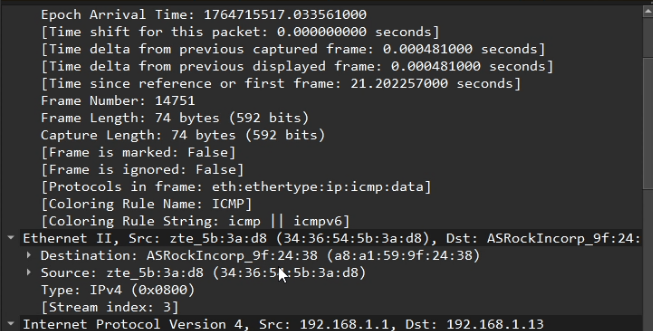 Epoch Arrival Time: 1764715517.033561000
[Time shift for this packet: 0.000000000 seconds]
[Time delta from previous captured frame: 0.000481000 seconds]
[Time delta from previous displayed frame: 0.000481000 seconds]
[Time since reference or first frame: 21.202257000 seconds]
Frame Number: 14751
Frame Length: 74 bytes (592 bits)
Capture Length: 74 bytes (592 bits)
[Frame is marked: False]
[Frame is ignored: False]
[Protocols in frame: eth:ethertype:ip:icmp:data]
[Coloring Rule Name: ICMP]
[Coloring Rule String: icmp || icmpv6]
Ethernet II, Src: zte_5b:3a:d8 (34:36:54:5b:3a:d8), Dst: ASRockIncorp_9f:24:
Destination: ASRockIncorp_9f:24:38 (a8:a1:59:9f:24:38)
Source: zte_5b:3a:d8 (34:36:54:5b:3a:d8)
Type: IPv4 (0x0800)
[Stream index: 3]
Internet Protocol Version 4, Src: 192.168.1.1, Dst: 192.168.1.13